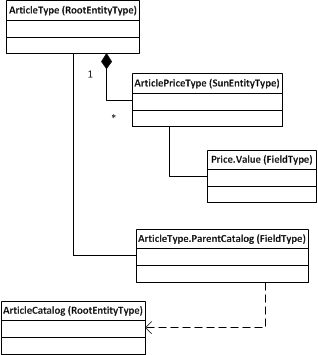 ArticleType (RootEntityType)
1
ArticlePriceType (SunEntityType)
*
Price.Value (FieldType)
ArticleType.ParentCatalog (FieldType)
ArticleCatalog (RootEntityType)